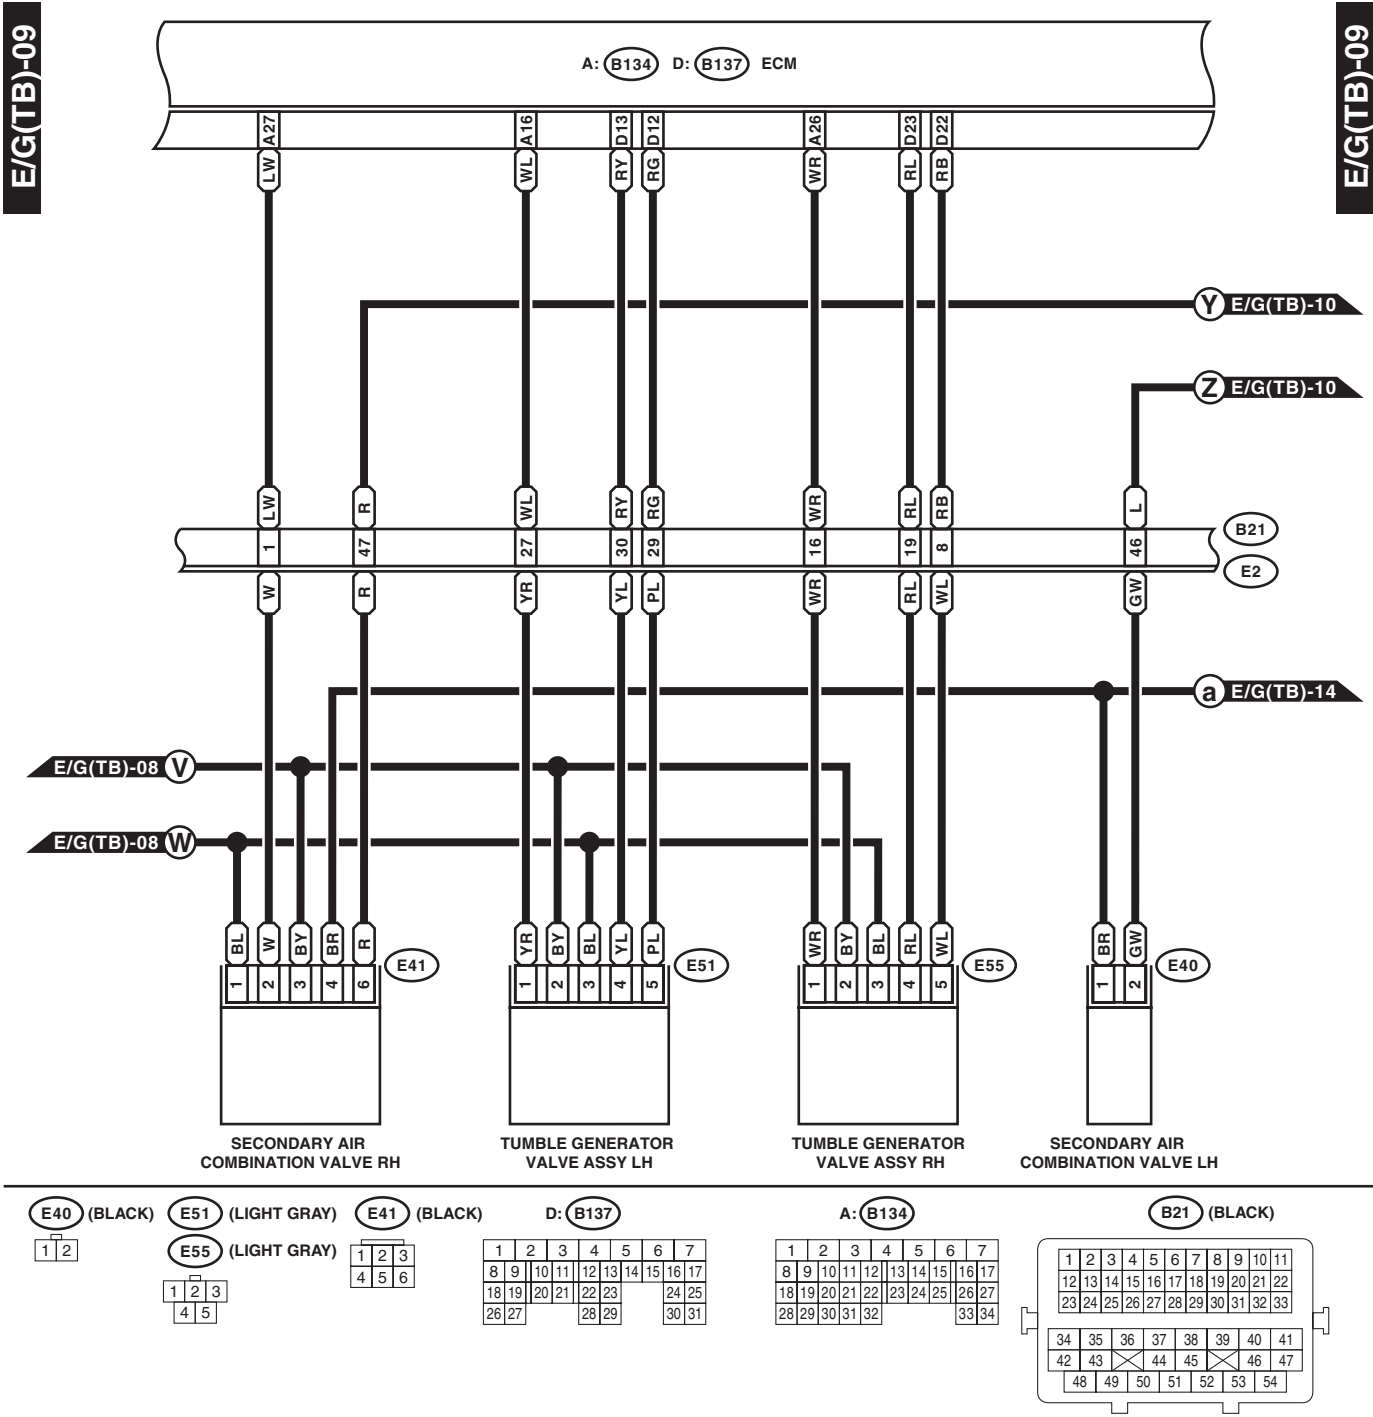 E/G(TB)-09
E/G(TB)-09
A: B134 D: B137 ECM
A27 A16 D13 D12 A26 D23 D22
LW WL RY RG WR RL RB
Y E/G(TB)-10
Z E/G(TB)-10
LW R WL RY RG WR RL RB L
1 47 27 30 29 16 19 8 46
B21
E2
W R YR YL PL WR RL WL GW
a E/G(TB)-14
E/G(TB)-08 V
E/G(TB)-08 W
BL W BY BR R YR BY BL YL PL WR BY BL RL WL BR GW
E41 E51 E55 E40
1 2 3 4 6 1 2 3 4 5 1 2 3 4 5 1 2
SECONDARY AIR
COMBINATION VALVE RH
TUMBLE GENERATOR
VALVE ASSY LH
TUMBLE GENERATOR
VALVE ASSY RH
SECONDARY AIR
COMBINATION VALVE LH
E40 (BLACK)
1 2
E51 (LIGHT GRAY)
E55 (LIGHT GRAY)
1 2 3
4 5
E41 (BLACK)
1 2 3
4 5 6
D: B137
1 2 3 4 5 6 7
8 9 10 11 12 13 14 15 16 17
18 19 20 21 22 23 24 25
26 27 28 29 30 31
A: B134
1 2 3 4 5 6 7
8 9 10 11 12 13 14 15 16 17
18 19 20 21 22 23 24 25 26 27
28 29 30 31 32 33 34
B21 (BLACK)
1 2 3 4 5 6 7 8 9 10 11
12 13 14 15 16 17 18 19 20 21 22
23 24 25 26 27 28 29 30 31 32 33
34 35 36 37 38 39 40 41
42 43 44 45 46 47
48 49 50 51 52 53 54